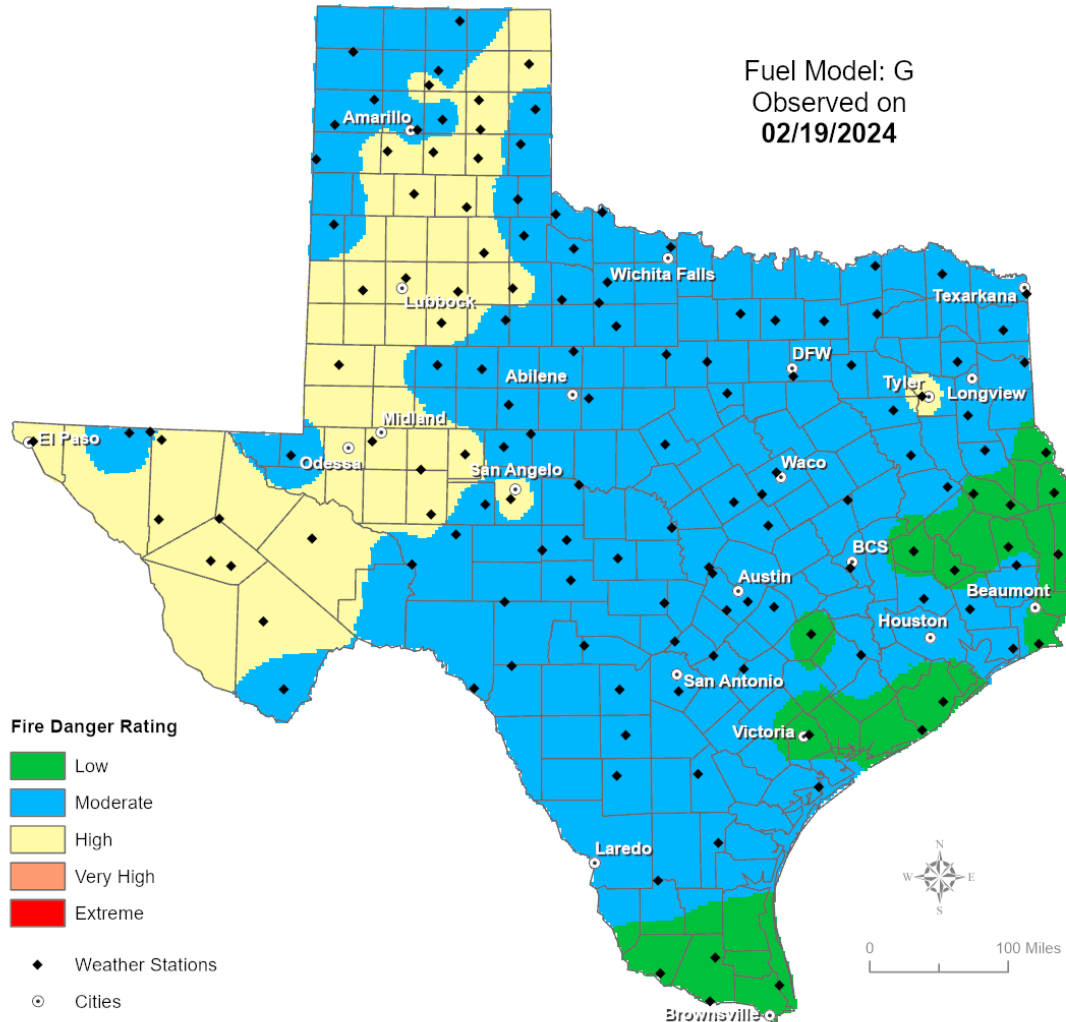 Fuel Model: G
Observed on
02/19/2024
Amarillo
Wichita Falls
Lubbock
Texarkana
DFW
Abilene
Tyler
Longview
Midland
El Paso
Odessa
San Angelo
Waco
BCS
Austin
Beaumont
Houston
San Antonio
Victoria
Laredo
Brownsville
Fire Danger Rating
Low
Moderate
High
Very High
Extreme
Weather Stations
Cities
N
W E
S
0 100 Miles